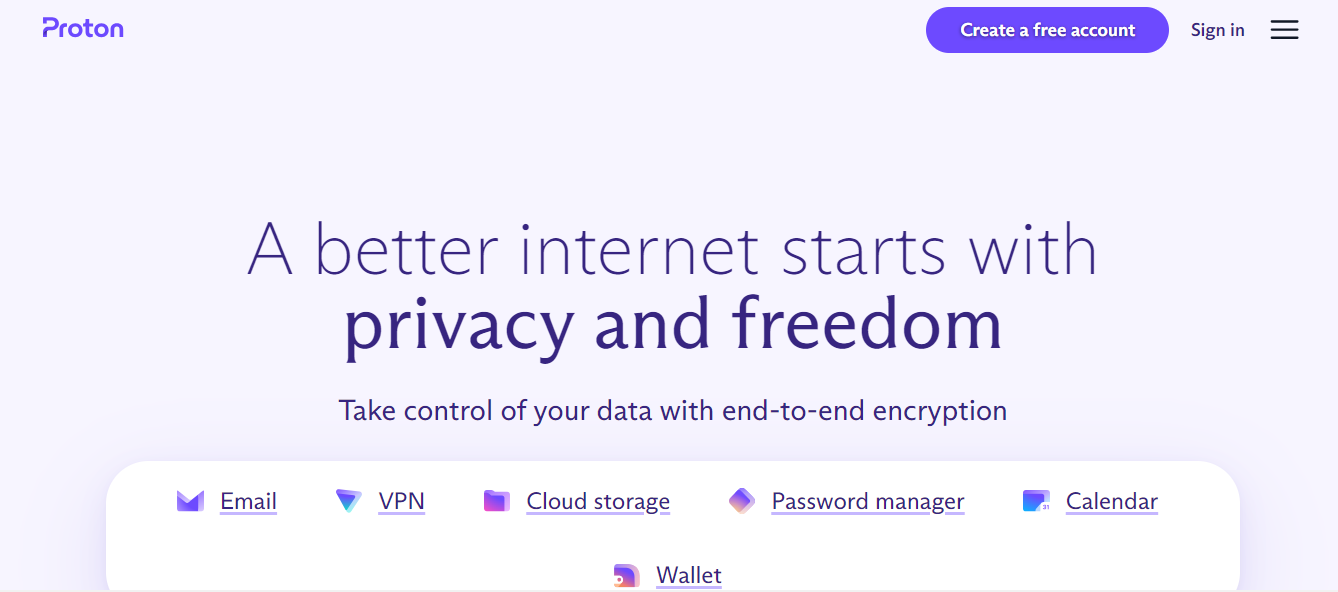 Proton
Create a free account
Sign in
A better internet starts with
privacy and freedom
Take control of your data with end-to-end encryption
Email
VPN
Cloud storage
Password manager
31
Calendar
Wallet